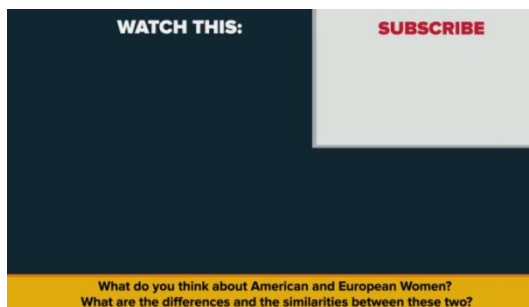 WATCH THIS:
SUBSCRIBE
What do you think about American and European Women?
What are the differences and the similarities between these two?